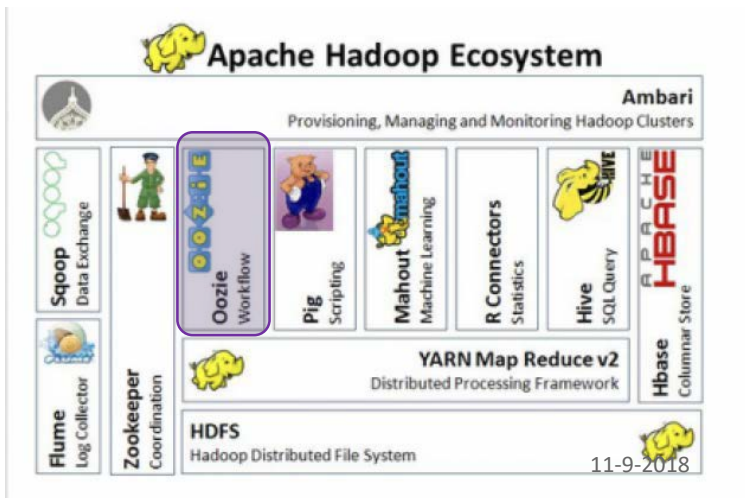 Apache Hadoop Ecosystem
Ambari
Provisioning, Managing and Monitoring Hadoop Clusters
sqoop
Sqoop
Data Exchange
Flume
Log Collector
Zookeeper
Coordination
OOZIE
Oozie
Workflow
Pig
Scripting
mahout
Mahout
Machine Learning
R Connectors
Statistics
HIVE
Hive
SQL Query
APACHE
HBASE
Hbase
Columnar Store
YARN Map Reduce v2
Distributed Processing Framework
HDFS
Hadoop Distributed File System
11-9-2018